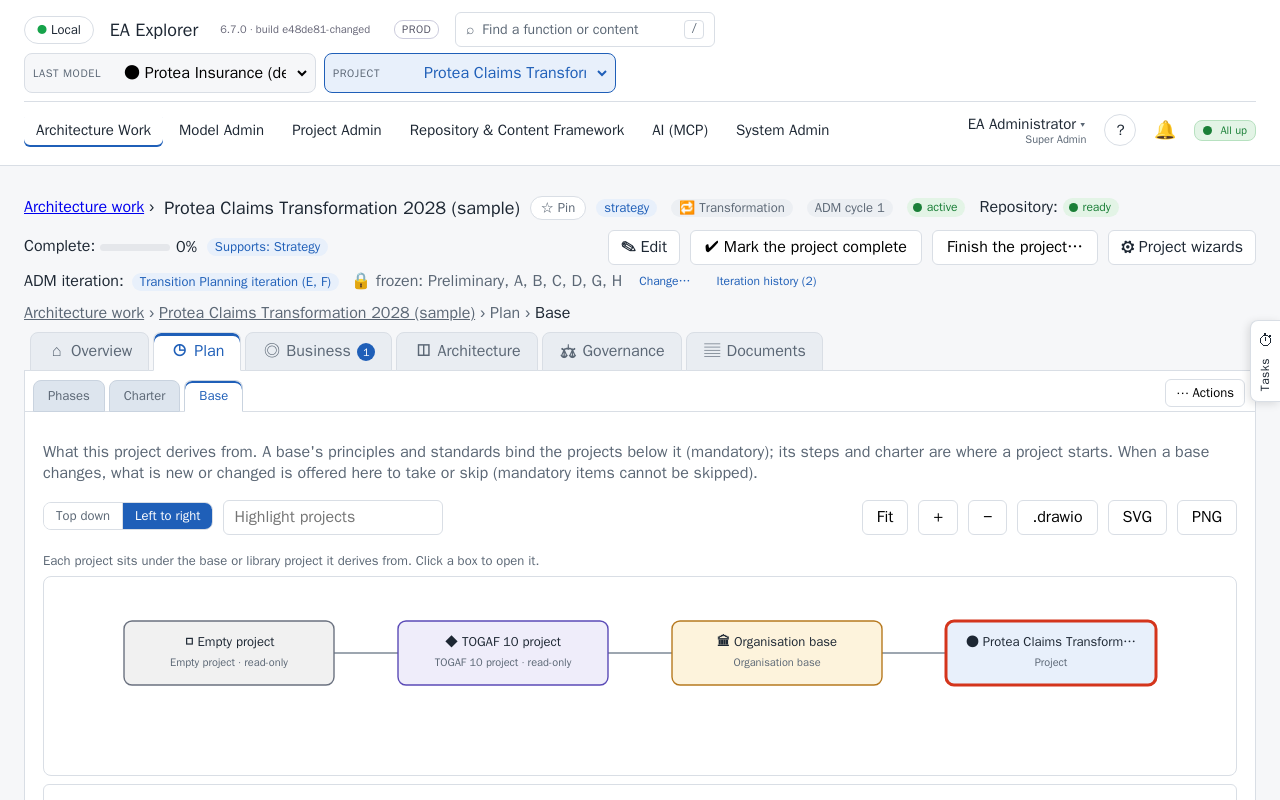 Local
EA Explorer
6.7.0 · build e48de81-changed
PROD
Find a function or content
/
LAST MODEL
Protea Insurance (de
PROJECT
Protea Claims Transfor
Architecture Work
Model Admin
Project Admin
Repository & Content Framework
AI (MCP)
System Admin
EA Administrator
Super Admin
?
All up
Architecture work › Protea Claims Transformation 2028 (sample)
☆ Pin
strategy
Transformation
ADM cycle 1
active
Repository:
ready
Complete:
0%
Supports: Strategy
✎ Edit
✔ Mark the project complete
Finish the project···
⚙ Project wizards
ADM iteration:
Transition Planning iteration (E, F)
frozen: Preliminary, A, B, C, D, G, H
Change···
Iteration history (2)
Architecture work › Protea Claims Transformation 2028 (sample) › Plan › Base
Overview
Plan
Business 1
Architecture
Governance
Documents
Tasks
Phases
Charter
Base
··· Actions
What this project derives from. A base's principles and standards bind the projects below it (mandatory); its steps and charter are where a project starts. When a base
changes, what is new or changed is offered here to take or skip (mandatory items cannot be skipped).
Top down
Left to right
Highlight projects
Fit
+
−
.drawio
SVG
PNG
Each project sits under the base or library project it derives from. Click a box to open it.
Empty project
Empty project · read-only
TOGAF 10 project
TOGAF 10 project · read-only
Organisation base
Organisation base
Protea Claims Transform···
Project